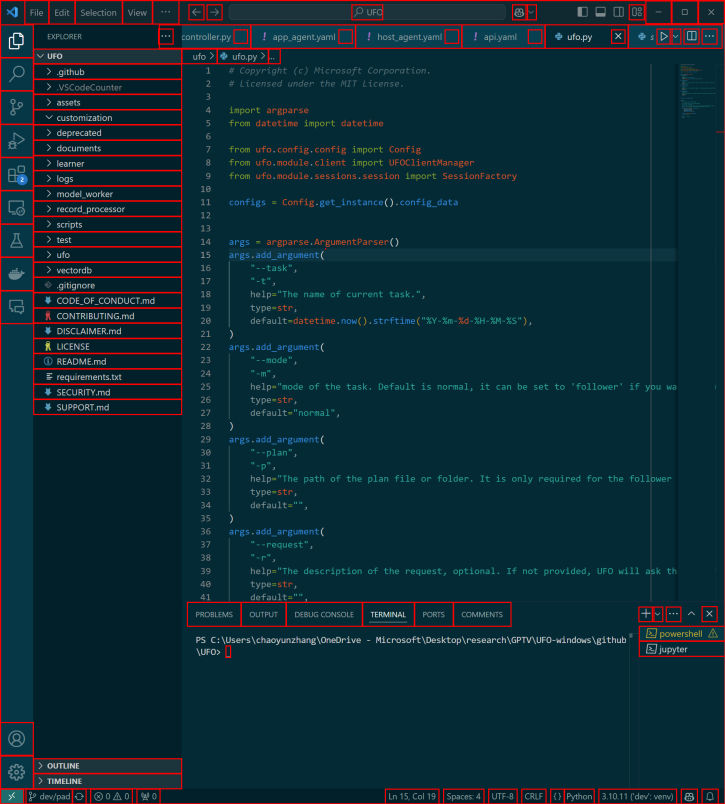 File Edit Selection View ... UFO
EXPLORER ... controller.py ! app_agent.yaml ! host_agent.yaml ! api.yaml ufo.py
UFO
ufo > ufo.py > ...
.github
.VSCodeCounter
assets
customization
deprecated
documents
learner
logs
model_worker
record_processor
scripts
test
ufo
vectordb
.gitignore
CODE_OF_CONDUCT.md
CONTRIBUTING.md
DISCLAIMER.md
LICENSE
README.md
requirements.txt
SECURITY.md
SUPPORT.md
2
1 # Copyright (c) Microsoft Corporation.
2 # Licensed under the MIT License.
3
4 import argparse
5 from datetime import datetime
6
7 from ufo.config.config import Config
8 from ufo.module.client import UFOClientManager
9 from ufo.module.sessions.session import SessionFactory
10
11 configs = Config.get_instance().config_data
12
13
14 args = argparse.ArgumentParser()
15 args.add_argument(
16 "--task",
17 "-t",
18 help="The name of current task.",
19 type=str,
20 default=datetime.now().strftime("%Y-%m-%d-%H-%M-%S"),
21 )
22 args.add_argument(
23 "--mode",
24 "-m",
25 help="mode of the task. Default is normal, it can be set to 'follower' if you wa
26 type=str,
27 default="normal",
28 )
29 args.add_argument(
30 "--plan",
31 "-p",
32 help="The path of the plan file or folder. It is only required for the follower
33 type=str,
34 default="",
35 )
36 args.add_argument(
37 "--request",
38 "-r",
39 help="The description of the request, optional. If not provided, UFO will ask th
40 type=str,
41 default="",
PROBLEMS OUTPUT DEBUG CONSOLE TERMINAL PORTS COMMENTS
PS C:\Users\chaoyunzhang\OneDrive - Microsoft\Desktop\research\GPTV\UFO-windows\github
\UFO>
powershell
jupyter
OUTLINE
TIMELINE
dev/pad 0 0 0 Ln 15, Col 19 Spaces: 4 UTF-8 CRLF {} Python 3.10.11 ('dev': venv)